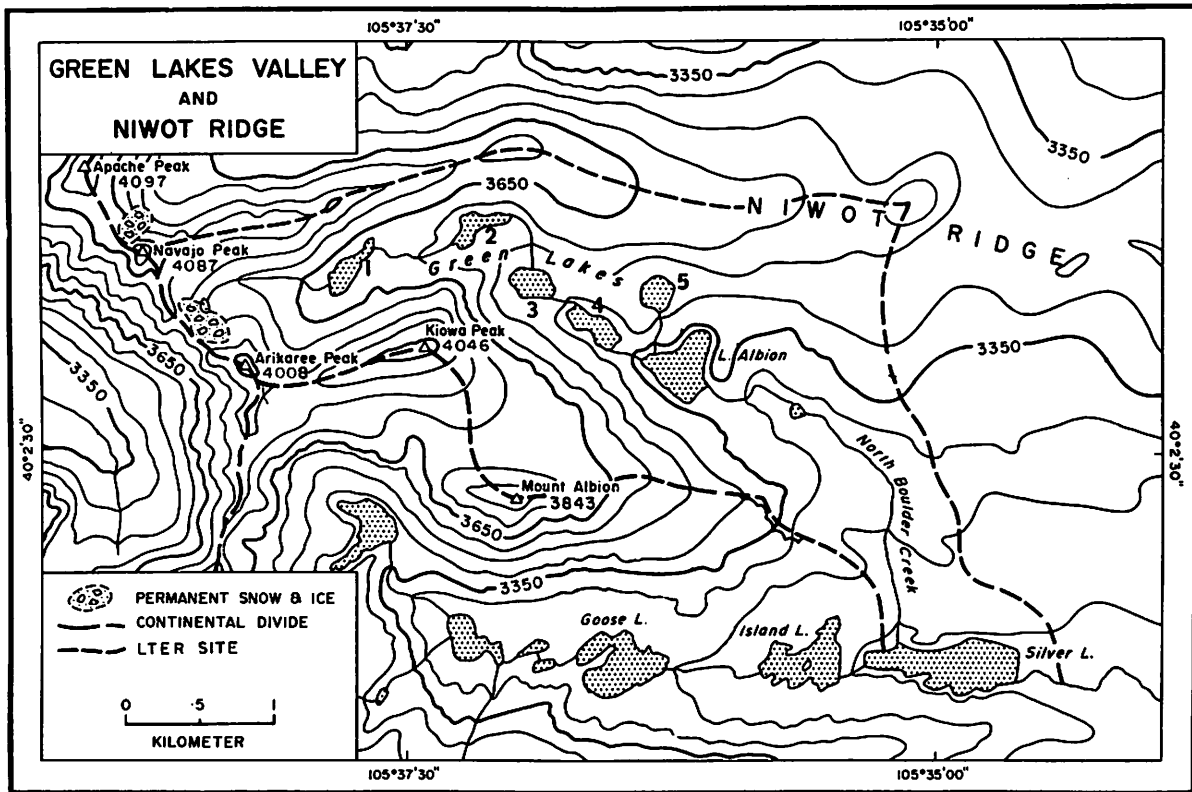 105°37'30"
105°35'00"
GREEN LAKES VALLEY
AND
NIWOT RIDGE
3350
3350
Apache Peak
4097
3650
NIWOT RIDGE
Navajo Peak
4087
1
2
Green Lakes
3
4
5
3650
Kiowa Peak
4046
Arikaree Peak
4008
L. Albion
3350
3350
40°2'30"
40°2'30"
North Boulder Creek
Mount Albion
3843
3650
3350
PERMANENT SNOW & ICE
CONTINENTAL DIVIDE
LTER SITE
0 .5 1
KILOMETER
Goose L.
Island L.
Silver L.
105°37'30"
105°35'00"